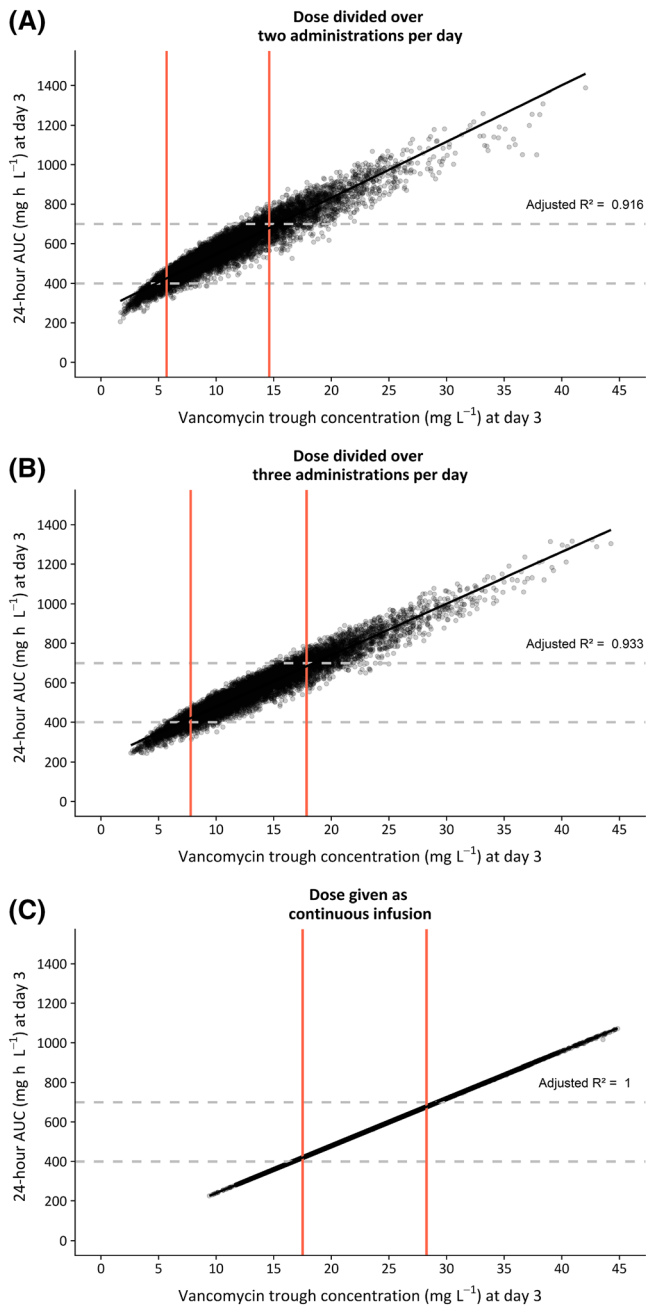 (A)
Dose divided over
two administrations per day
24-hour AUC (mg h L⁻¹) at day 3
1400
1200
1000
800
600
400
200
0
Adjusted R² = 0.916
0 5 10 15 20 25 30 35 40 45
Vancomycin trough concentration (mg L⁻¹) at day 3
(B)
Dose divided over
three administrations per day
24-hour AUC (mg h L⁻¹) at day 3
1400
1200
1000
800
600
400
200
0
Adjusted R² = 0.933
0 5 10 15 20 25 30 35 40 45
Vancomycin trough concentration (mg L⁻¹) at day 3
(C)
Dose given as
continuous infusion
24-hour AUC (mg h L⁻¹) at day 3
1400
1200
1000
800
600
400
200
0
Adjusted R² = 1
0 5 10 15 20 25 30 35 40 45
Vancomycin trough concentration (mg L⁻¹) at day 3